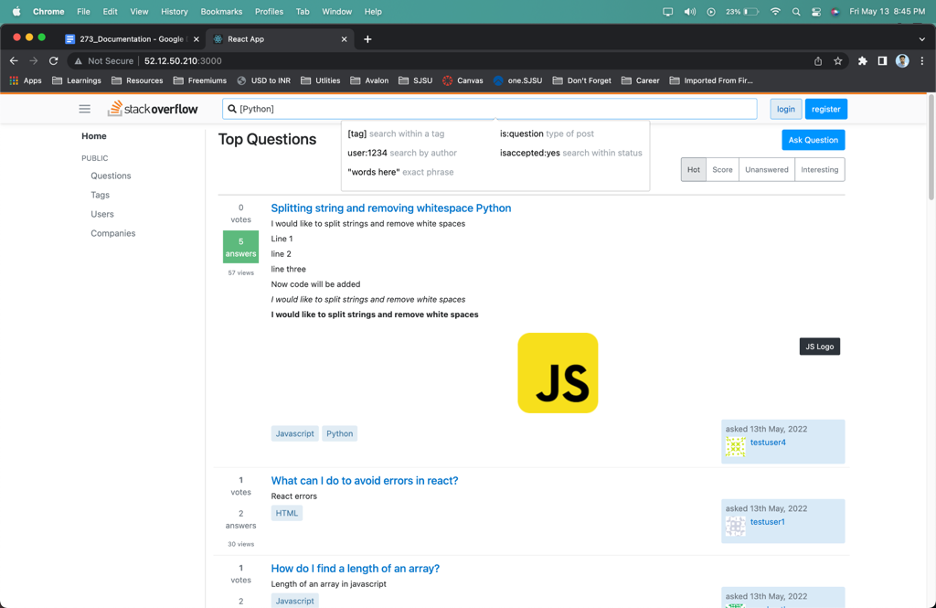 Chrome File Edit View History Bookmarks Profiles Tab Window Help 23% Fri May 13 8:45 PM
273_Documentation - Google React App
Not Secure 52.12.50.210:3000
Apps Learnings Resources Freemiums USD to INR Utlities Avalon SJSU Canvas one.SJSU Don't Forget Career Imported From Fir...
stackoverflow [Python] login register
Home
PUBLIC
Questions
Tags
Users
Companies
Top Questions
[tag] search within a tag is:question type of post
user:1234 search by author isaccepted:yes search within status
"words here" exact phrase
Ask Question
Hot Score Unanswered Interesting
0
votes
5
answers
57 views
Splitting string and removing whitespace Python
I would like to split strings and remove white spaces
Line 1
line 2
line three
Now code will be added
I would like to split strings and remove white spaces
I would like to split strings and remove white spaces
JS
JS Logo
Javascript Python
asked 13th May, 2022
testuser4
1
votes
2
answers
30 views
What can I do to avoid errors in react?
React errors
HTML
asked 13th May, 2022
testuser1
1
votes
2
How do I find a length of an array?
Length of an array in javascript
Javascript
asked 13th May, 2022